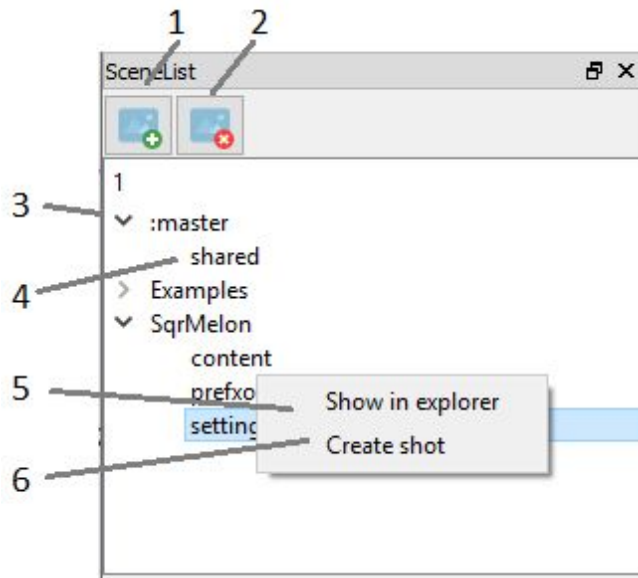 1 2
SceneList
1
3
:master
shared
4
Examples
SqrMelon
content
5
prefxo
Show in explorer
setting
Create shot
6